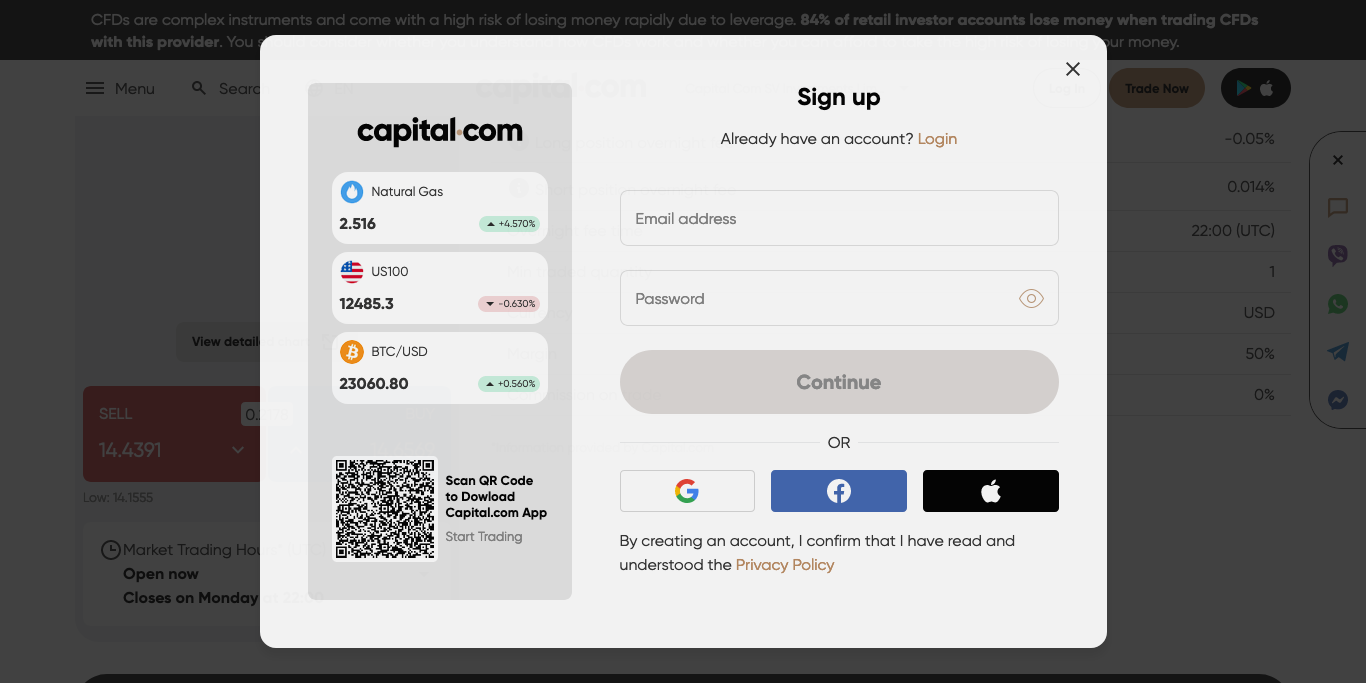 CFDs are complex instruments and come with a high risk of losing money rapidly due to leverage. 84% of retail investor accounts lose money when trading CFDs
with this provider. You your money.
Menu
Search
Trade Now
capital.com
Natural Gas
2.516
+4.570%
US100
12485.3
-0.630%
BTC/USD
23060.80
+0.560%
Scan QR Code
to Dowload
Capital.com App
Start Trading
Sign up
Already have an account? Login
Email address
Password
Continue
OR
By creating an account, I confirm that I have read and
understood the Privacy Policy
-0.05%
0.014%
22:00 (UTC)
1
USD
50%
0%
View detailed
SELL
14.4391
Low: 14.1555
Market Trading Hours
Open now
Closes on Monday at 22:00